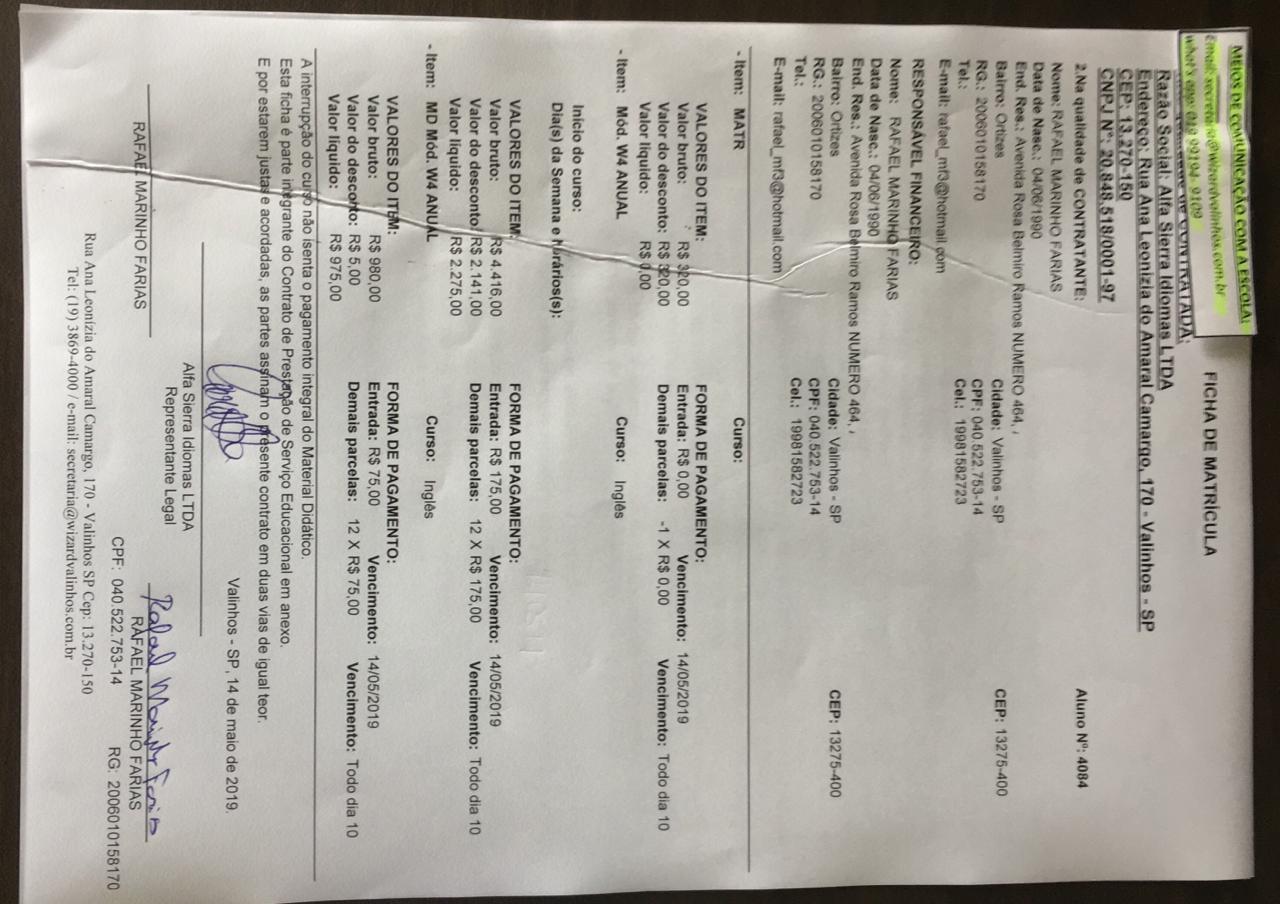 MEIOS DE COMUNICAÇÃO COM A ESCOLA:
Email: secretaria@wizardvalinhos.com.br
what's app: 019 99194-9109
FICHA DE MATRÍCULA
de CONTRATADA:
Razão Social: Alfa Sierra Idiomas LTDA
Endereço: Rua Ana Leonizia do Amaral Camargo, 170 - Valinhos - SP
CEP: 13.270-150
CNPJ Nº: 20.848.518/0001-97
2.Na qualidade de CONTRATANTE: Aluno Nº: 4084
Nome: RAFAEL MARINHO FARIAS
Data de Nasc.: 04/06/1990
End. Res.: Avenida Rosa Belmiro Ramos NUMERO 464, ,
Bairro: Ortizes Cidade: Valinhos - SP CEP: 13275-400
RG.: 2006010158170 CPF: 040.522.753-14
Tel.: Cel.: 19981582723
E-mail: rafael_mf3@hotmail.com
RESPONSÁVEL FINANCEIRO:
Nome: RAFAEL MARINHO FARIAS
Data de Nasc.: 04/06/1990
End. Res.: Avenida Rosa Belmiro Ramos NUMERO 464, ,
Bairro: Ortizes Cidade: Valinhos - SP CEP: 13275-400
RG.: 2006010158170 CPF: 040.522.753-14
Tel.: Cel.: 19981582723
E-mail: rafael_mf3@hotmail.com
- Item: MATR Curso:
VALORES DO ITEM: FORMA DE PAGAMENTO:
Valor bruto: R$ 320,00 Entrada: R$ 0,00 Vencimento: 14/05/2019
Valor do desconto: R$ 320,00 Demais parcelas: -1 X R$ 0,00 Vencimento: Todo dia 10
Valor líquido: R$ 0,00
- Item: Mód. W4 ANUAL Curso: Inglês
Início do curso:
Dia(s) da Semana e horários(s):
VALORES DO ITEM: FORMA DE PAGAMENTO:
Valor bruto: R$ 4.416,00 Entrada: R$ 175,00 Vencimento: 14/05/2019
Valor do desconto: R$ 2.141,00 Demais parcelas: 12 X R$ 175,00 Vencimento: Todo dia 10
Valor líquido: R$ 2.275,00
- Item: MD Mód. W4 ANUAL Curso: Inglês
VALORES DO ITEM: FORMA DE PAGAMENTO:
Valor bruto: R$ 980,00 Entrada: R$ 75,00 Vencimento: 14/05/2019
Valor do desconto: R$ 5,00 Demais parcelas: 12 X R$ 75,00 Vencimento: Todo dia 10
Valor líquido: R$ 975,00
A interrupção do curso não isenta o pagamento integral do Material Didático.
Esta ficha é parte integrante do Contrato de Prestação de Serviço Educacional em anexo.
E por estarem justas e acordadas, as partes assinam o presente contrato em duas vias de igual teor.
Valinhos - SP, 14 de maio de 2019.
Alfa Sierra Idiomas LTDA
Representante Legal
Rafael Marinho Farias
RAFAEL MARINHO FARIAS RAFAEL MARINHO FARIAS
CPF: 040.522.753-14 RG: 2006010158170
Rua Ana Leonizia do Amaral Camargo, 170 - Valinhos SP Cep: 13.270-150
Tel: (19) 3869-4000 / e-mail: secretaria@wizardvalinhos.com.br